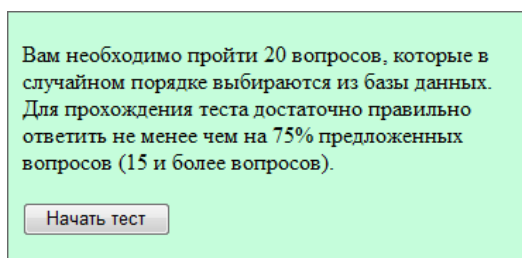 Вам необходимо пройти 20 вопросов, которые в
случайном порядке выбираются из базы данных.
Для прохождения теста достаточно правильно
ответить не менее чем на 75% предложенных
вопросов (15 и более вопросов).
Начать тест